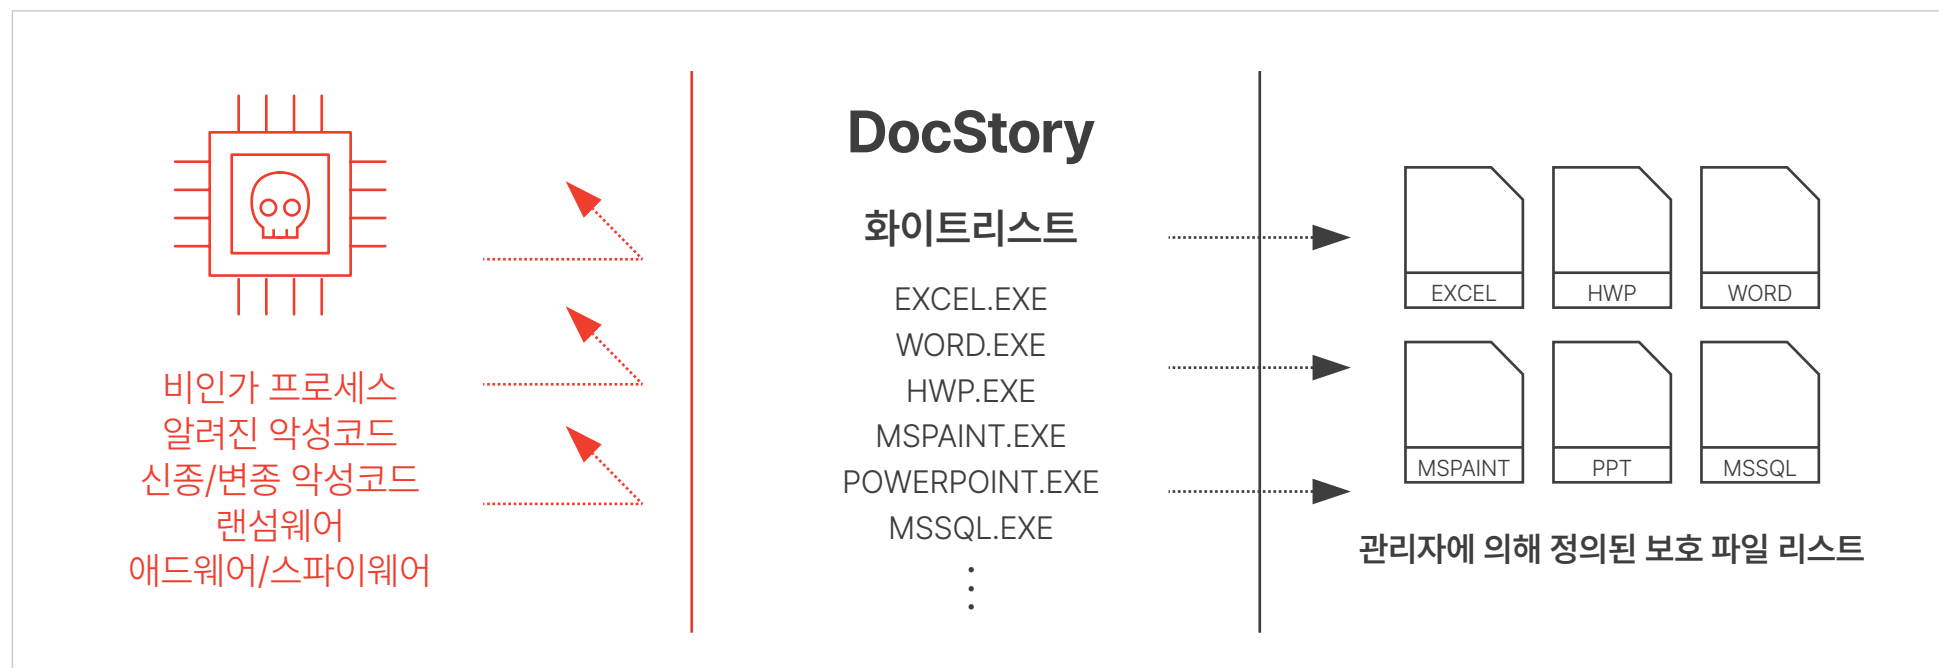 DocStory
화이트리스트
EXCEL.EXE
WORD.EXE
HWP.EXE
MSPAINT.EXE
POWERPOINT.EXE
MSSQL.EXE
비인가 프로세스
알려진 악성코드
신종/변종 악성코드
랜섬웨어
애드웨어/스파이웨어
EXCEL
HWP
WORD
MSPAINT
PPT
MSSQL
관리자에 의해 정의된 보호 파일 리스트